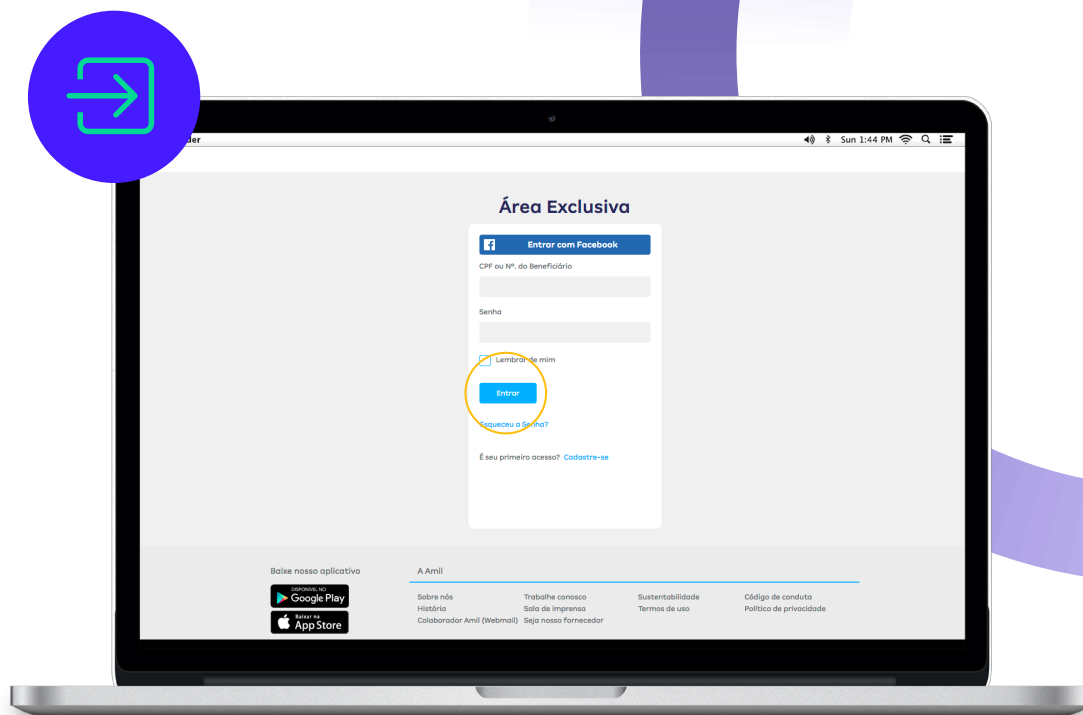 Sun 1:44 PM
Área Exclusiva
Entrar com Facebook
CPF ou Nº. do Beneficiário
Senha
Lembrar de mim
Entrar
Esqueceu a Senha?
É seu primeiro acesso? Cadastre-se
Baixe nosso aplicativo
DISPONÍVEL NO
Google Play
Baixar na
App Store
A Amil
Sobre nós
História
Colaborador Amil (Webmail)
Trabalhe conosco
Sala de imprensa
Seja nosso fornecedor
Sustentabilidade
Termos de uso
Código de conduta
Política de privacidade